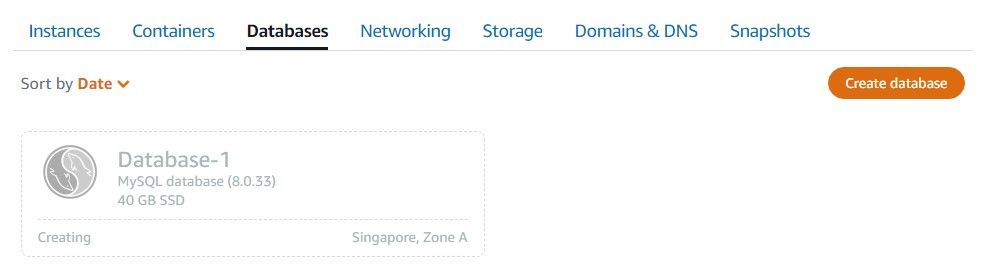 Instances Containers Databases Networking Storage Domains & DNS Snapshots
Sort by Date Create database
Database-1
MySQL database (8.0.33)
40 GB SSD
Creating Singapore, Zone A